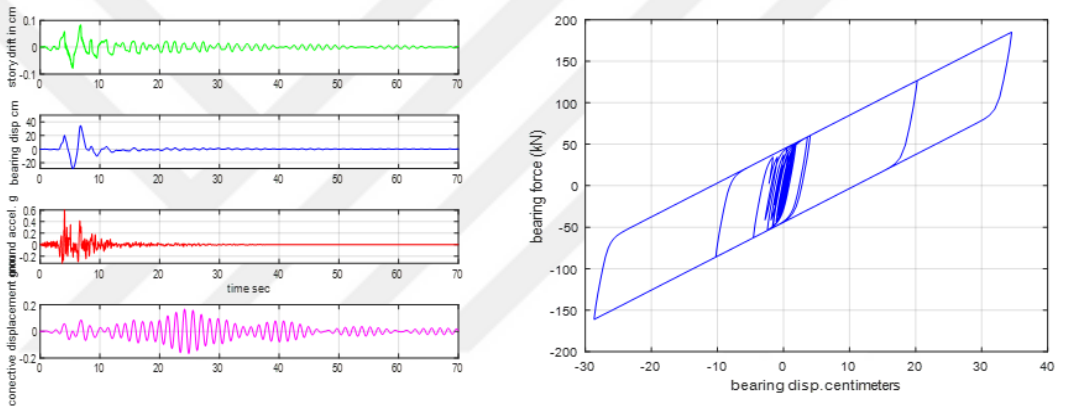 story drift in cm
0.1
0
-0.1
0 10 20 30 40 50 60 70
bearing disp cm
40
20
0
-20
0 10 20 30 40 50 60 70
ground accel. g
0.6
0.4
0.2
0
-0.2
0 10 20 30 40 50 60 70
time sec
conective displacement
0.2
0
-0.2
0 10 20 30 40 50 60 70
bearing force (kN)
200
150
100
50
0
-50
-100
-150
-200
-30 -20 -10 0 10 20 30 40
bearing disp.centimeters